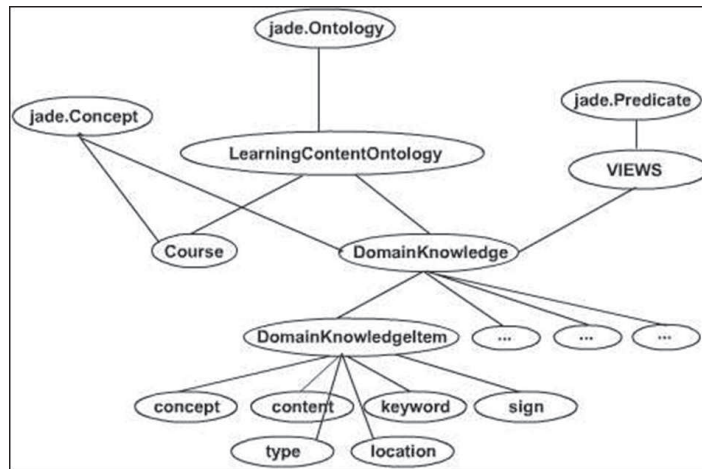 jade.Ontology
jade.Concept
jade.Predicate
LearningContentOntology
VIEWS
Course
DomainKnowledge
DomainKnowledgeItem
...
...
...
concept
content
keyword
sign
type
location